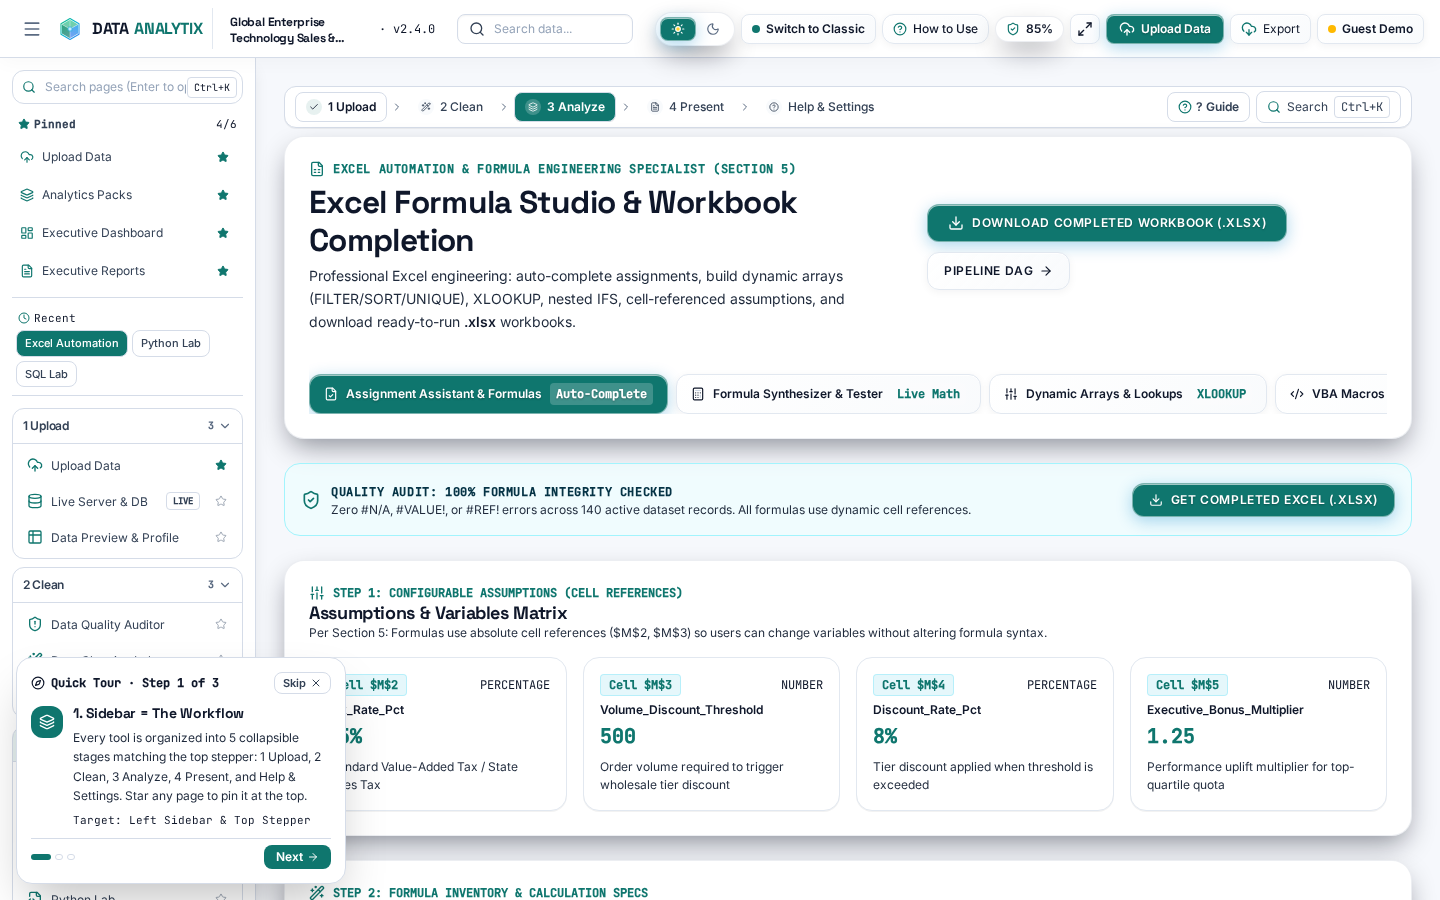 DATA ANALYTIX
Global Enterprise
Technology Sales &...
· v2.4.0
Search data...
Switch to Classic
How to Use
85%
Upload Data
Export
Guest Demo
Search pages (Enter to op
Ctrl+K
Pinned
4/6
Upload Data
Analytics Packs
Executive Dashboard
Executive Reports
Recent
Excel Automation
Python Lab
SQL Lab
1 Upload
3
Upload Data
Live Server & DB
LIVE
Data Preview & Profile
2 Clean
3
Data Quality Auditor
Quick Tour · Step 1 of 3
Skip
1. Sidebar = The Workflow
Every tool is organized into 5 collapsible
stages matching the top stepper: 1 Upload, 2
Clean, 3 Analyze, 4 Present, and Help &
Settings. Star any page to pin it at the top.
Target: Left Sidebar & Top Stepper
Next
Python Lab
1 Upload
2 Clean
3 Analyze
4 Present
Help & Settings
? Guide
Search
Ctrl+K
EXCEL AUTOMATION & FORMULA ENGINEERING SPECIALIST (SECTION 5)
Excel Formula Studio & Workbook
Completion
Professional Excel engineering: auto-complete assignments, build dynamic arrays
(FILTER/SORT/UNIQUE), XLOOKUP, nested IFS, cell-referenced assumptions, and
download ready-to-run .xlsx workbooks.
DOWNLOAD COMPLETED WORKBOOK (.XLSX)
PIPELINE DAG
Assignment Assistant & Formulas
Auto-Complete
Formula Synthesizer & Tester
Live Math
Dynamic Arrays & Lookups
XLOOKUP
VBA Macros
QUALITY AUDIT: 100% FORMULA INTEGRITY CHECKED
Zero #N/A, #VALUE!, or #REF! errors across 140 active dataset records. All formulas use dynamic cell references.
GET COMPLETED EXCEL (.XLSX)
STEP 1: CONFIGURABLE ASSUMPTIONS (CELL REFERENCES)
Assumptions & Variables Matrix
Per Section 5: Formulas use absolute cell references ($M$2, $M$3) so users can change variables without altering formula syntax.
ell $M$2
PERCENTAGE
_Rate_Pct
5%
ndard Value-Added Tax / State
es Tax
Cell $M$3
NUMBER
Volume_Discount_Threshold
500
Order volume required to trigger
wholesale tier discount
Cell $M$4
PERCENTAGE
Discount_Rate_Pct
8%
Tier discount applied when threshold is
exceeded
Cell $M$5
NUMBER
Executive_Bonus_Multiplier
1.25
Performance uplift multiplier for top-
quartile quota
STEP 2: FORMULA INVENTORY & CALCULATION SPECS